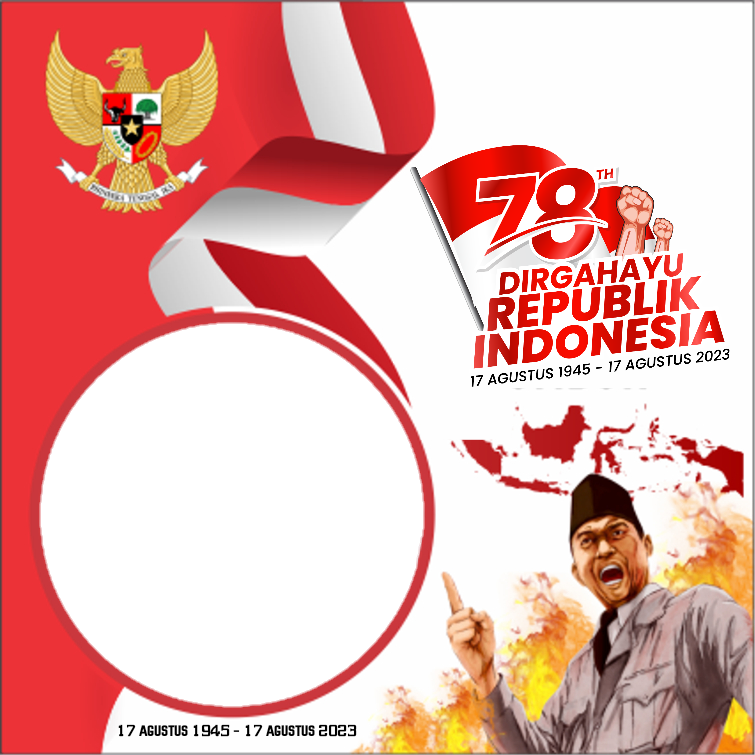 BHINNEKA TUNGGAL IKA
78TH
DIRGAHAYU
REPUBLIK
INDONESIA
17 AGUSTUS 1945 - 17 AGUSTUS 2023
17 AGUSTUS 1945 - 17 AGUSTUS 2023